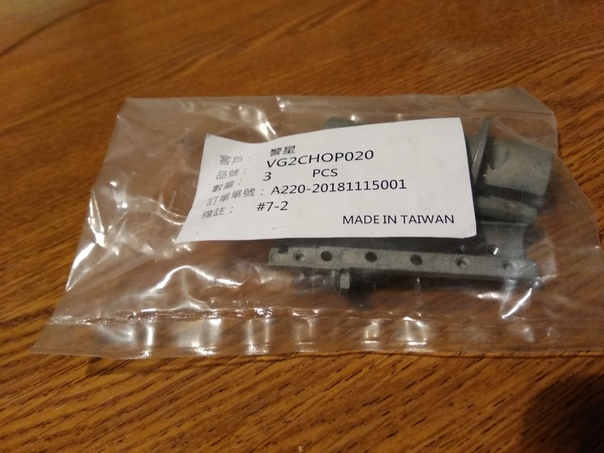 客戶：
品號：VG2CHOP020
數量：3 PCS
訂單單號：A220-20181115001
備註：#7-2
MADE IN TAIWAN